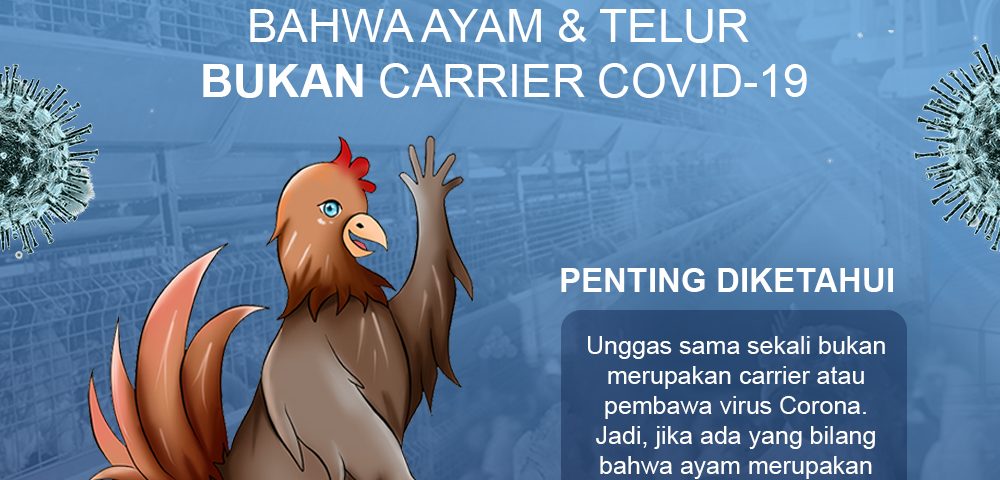 BAHWA AYAM & TELUR
BUKAN CARRIER COVID-19
PENTING DIKETAHUI
Unggas sama sekali bukan
merupakan carrier atau
pembawa virus Corona.
Jadi, jika ada yang bilang
bahwa ayam merupakan